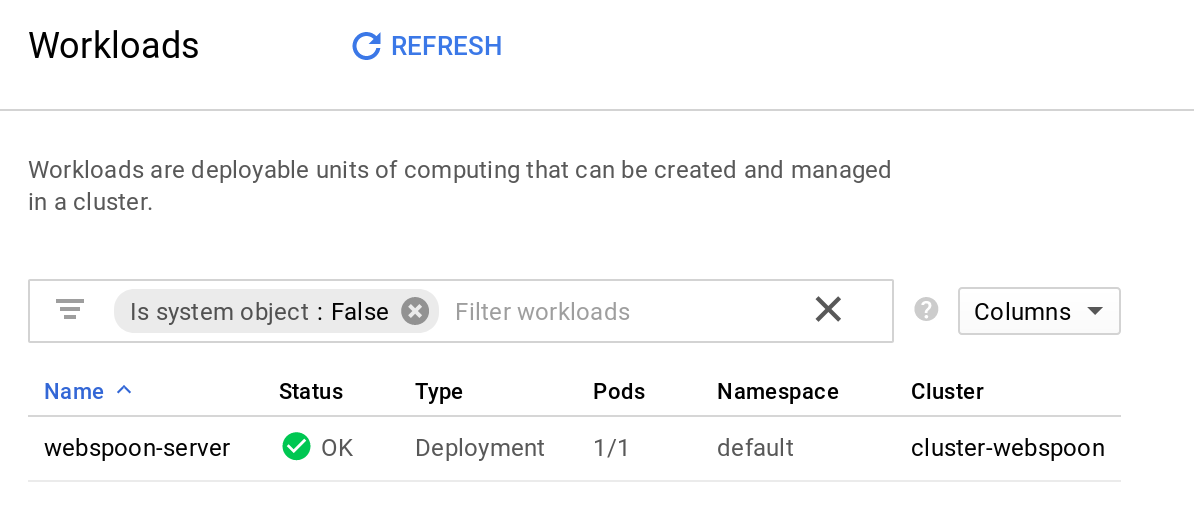 Workloads REFRESH
Workloads are deployable units of computing that can be created and managed
in a cluster.
Is system object : False Filter workloads Columns
Name Status Type Pods Namespace Cluster
webspoon-server OK Deployment 1/1 default cluster-webspoon